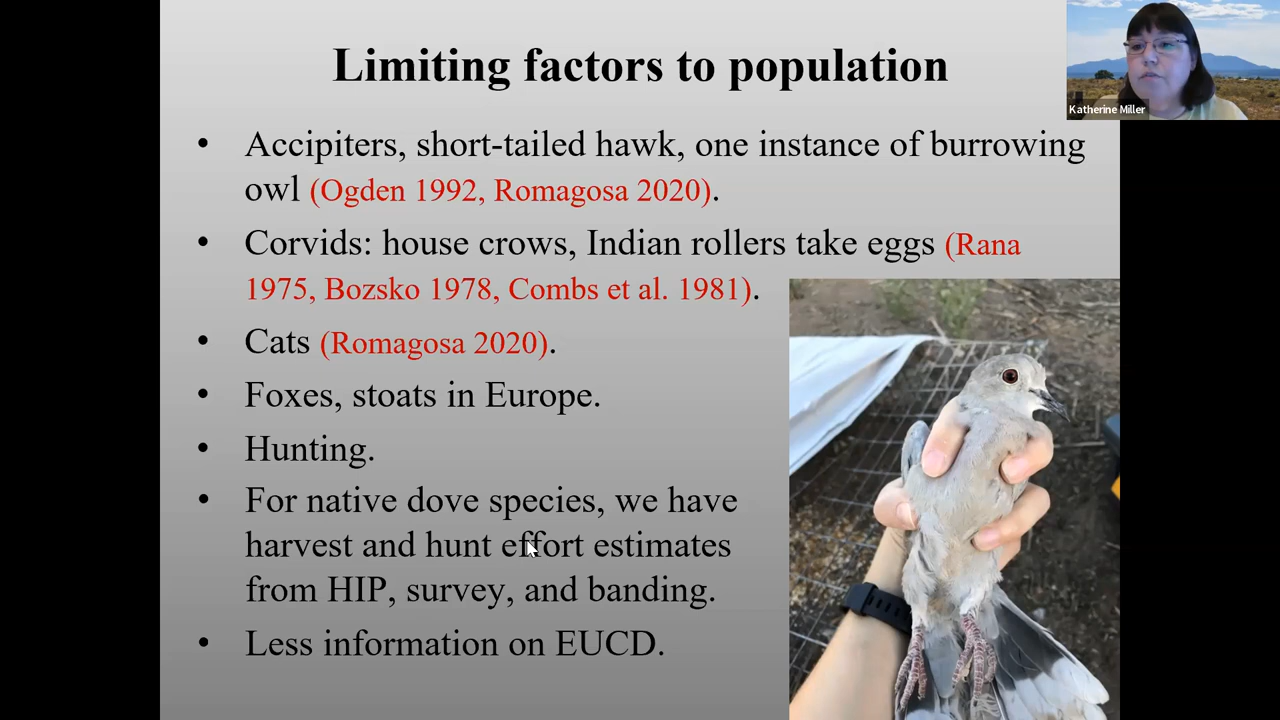 Limiting factors to population
Katherine Miller
• Accipiters, short-tailed hawk, one instance of burrowing
owl (Ogden 1992, Romagosa 2020).
• Corvids: house crows, Indian rollers take eggs (Rana
1975, Bozsko 1978, Combs et al. 1981).
• Cats (Romagosa 2020).
• Foxes, stoats in Europe.
• Hunting.
• For native dove species, we have
harvest and hunt effort estimates
from HIP, survey, and banding.
• Less information on EUCD.